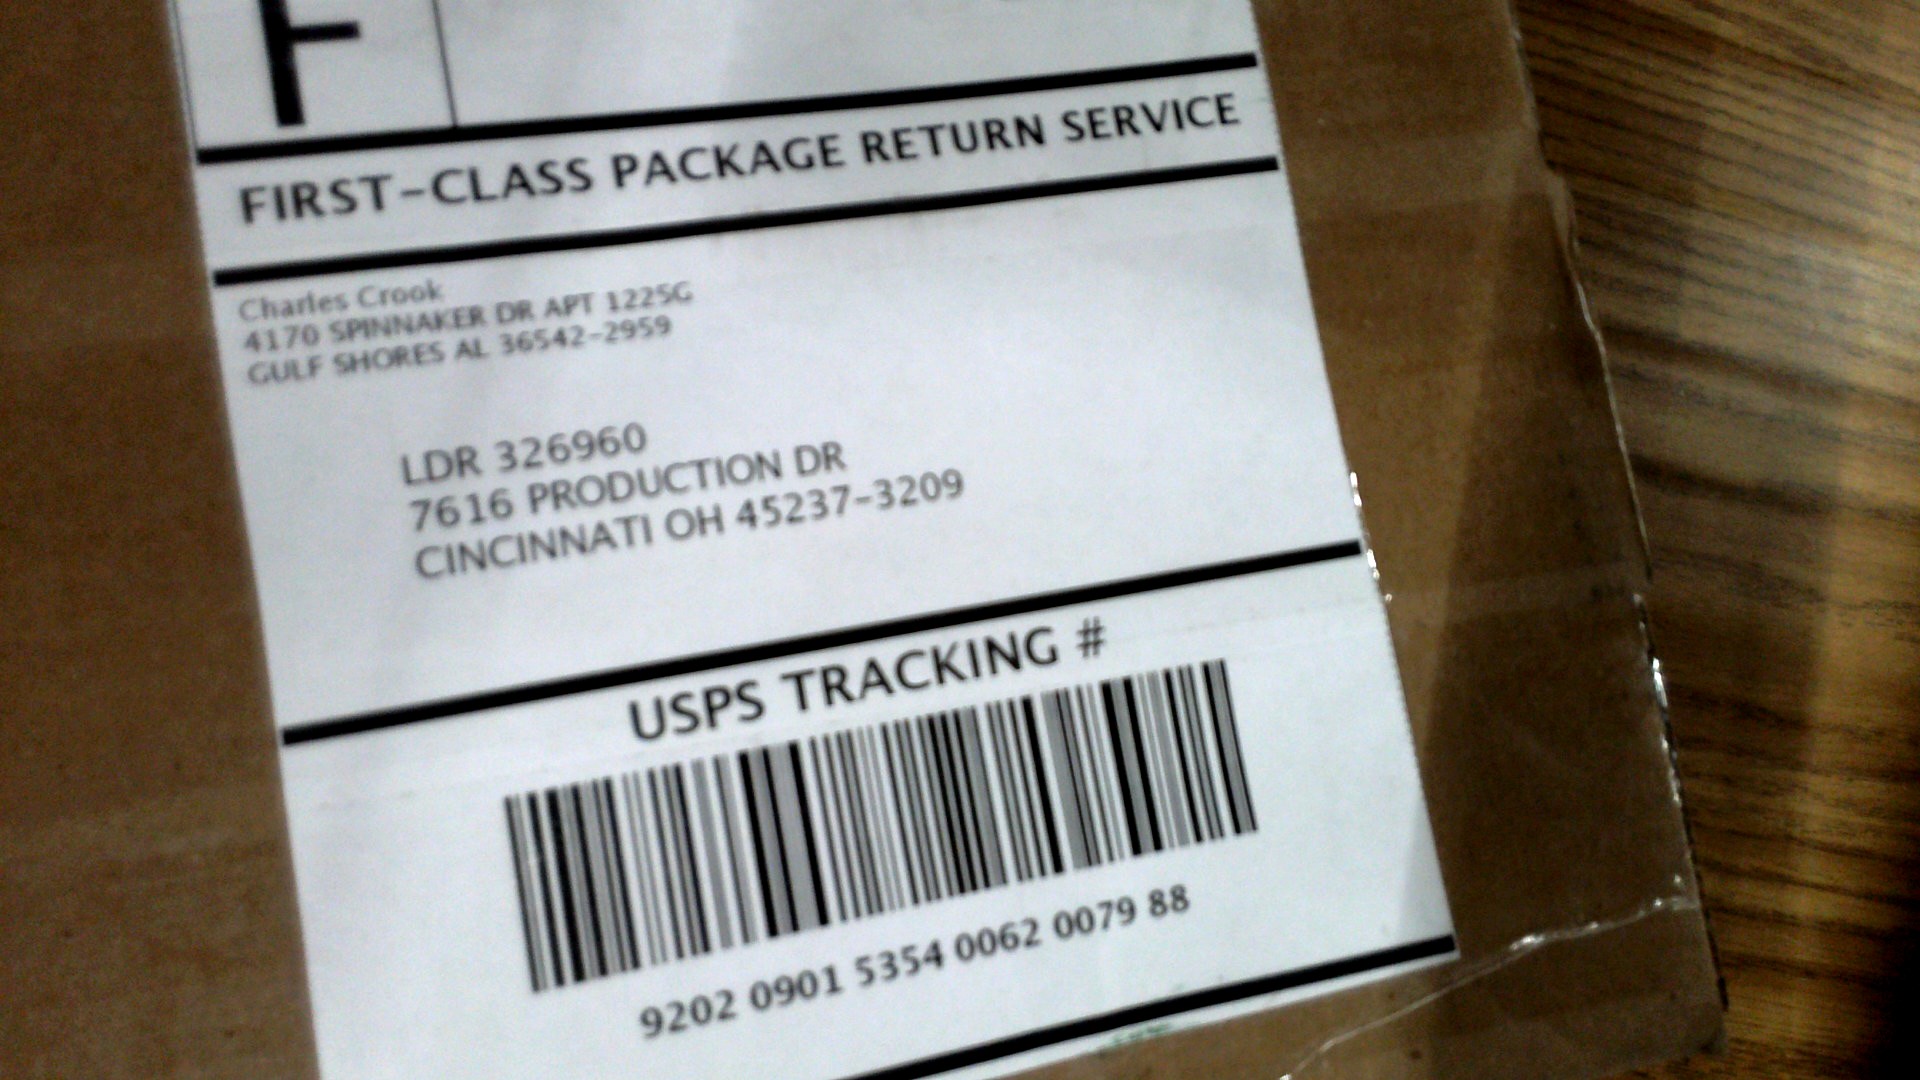 F
FIRST-CLASS PACKAGE RETURN SERVICE
Charles Crook
4170 SPINNAKER DR APT 1225G
GULF SHORES AL 36542-2959
LDR 326960
7616 PRODUCTION DR
CINCINNATI OH 45237-3209
USPS TRACKING #
9202 0901 5354 0062 0079 88